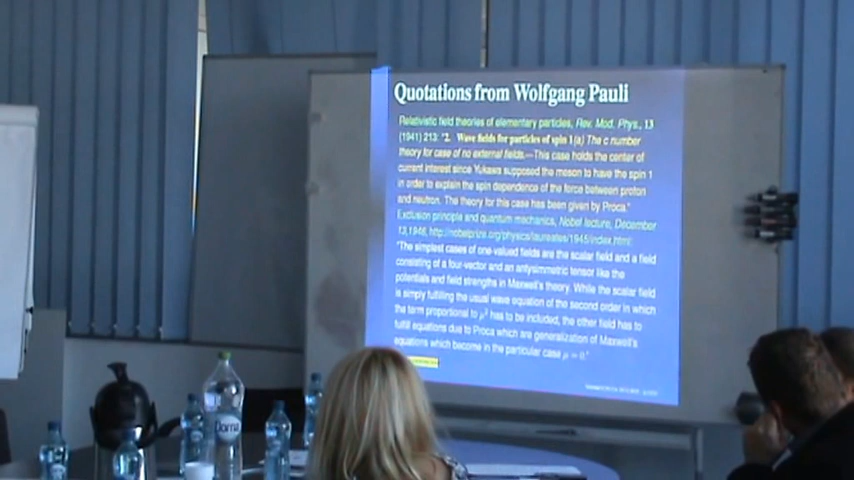 Quotations from Wolfgang Pauli
Relativistic field theories of elementary particles, Rev. Mod. Phys., 13
(1941) 213: "2. Wave fields for particles of spin 1(a) The c number
theory for case of no external fields.—This case holds the center of
current interest since Yukawa supposed the meson to have the spin 1
in order to explain the spin dependence of the force between proton
and neutron. The theory for this case has been given by Proca."
Exclusion principle and quantum mechanics, Nobel lecture, December
13,1946, http://nobelprize.org/physics/laureates/1945/index.html:
"The simplest cases of one-valued fields are the scalar field and a field
consisting of a four-vector and an antisymmetric tensor like the
potentials and field strengths in Maxwell's theory. While the scalar field
is simply fulfilling the usual wave equation of the second order in which
the term proportional to μ² has to be included, the other field has to
fulfill equations due to Proca which are generalization of Maxwell's
equations which become in the particular case μ = 0."
Dorna